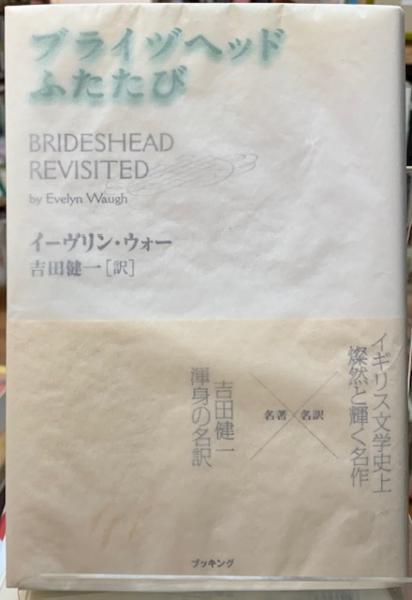 ブライヅヘッド
ふたたび
BRIDESHEAD
REVISITED
by Evelyn Waugh
イーヴリン・ウォー
吉田健一[訳]
イギリス文学史上
燦然と輝く名作
名著×名訳
吉田健一
渾身の名訳
ブッキング